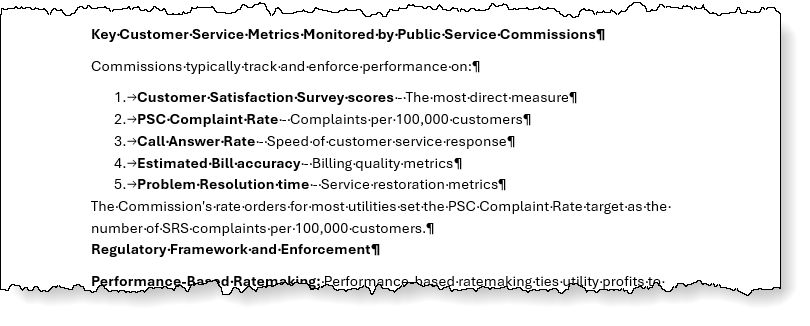 Key Customer Service Metrics Monitored by Public Service Commissions¶
Commissions typically track and enforce performance on:¶
1.→Customer Satisfaction Survey scores - The most direct measure¶
2.→PSC Complaint Rate - Complaints per 100,000 customers¶
3.→Call Answer Rate - Speed of customer service response¶
4.→Estimated Bill accuracy - Billing quality metrics¶
5.→Problem Resolution time - Service restoration metrics¶
The Commission's rate orders for most utilities set the PSC Complaint Rate target as the
number of SRS complaints per 100,000 customers.¶
Regulatory Framework and Enforcement¶
Performance-Based Ratemaking: Performance-based ratemaking ties utility profits to